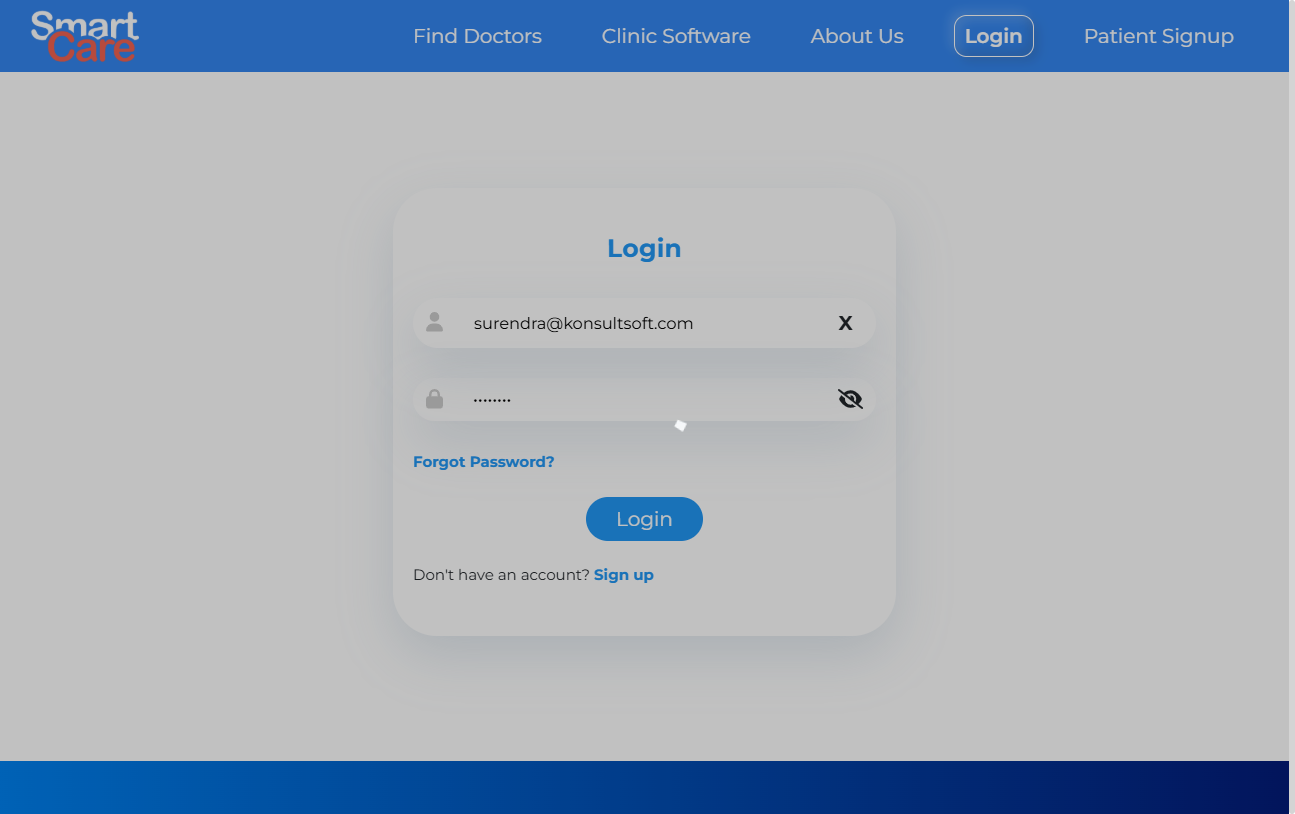 Smart
Care
Find Doctors
Clinic Software
About Us
Login
Patient Signup
Login
surendra@konsultsoft.com
X
········
Forgot Password?
Login
Don't have an account? Sign up